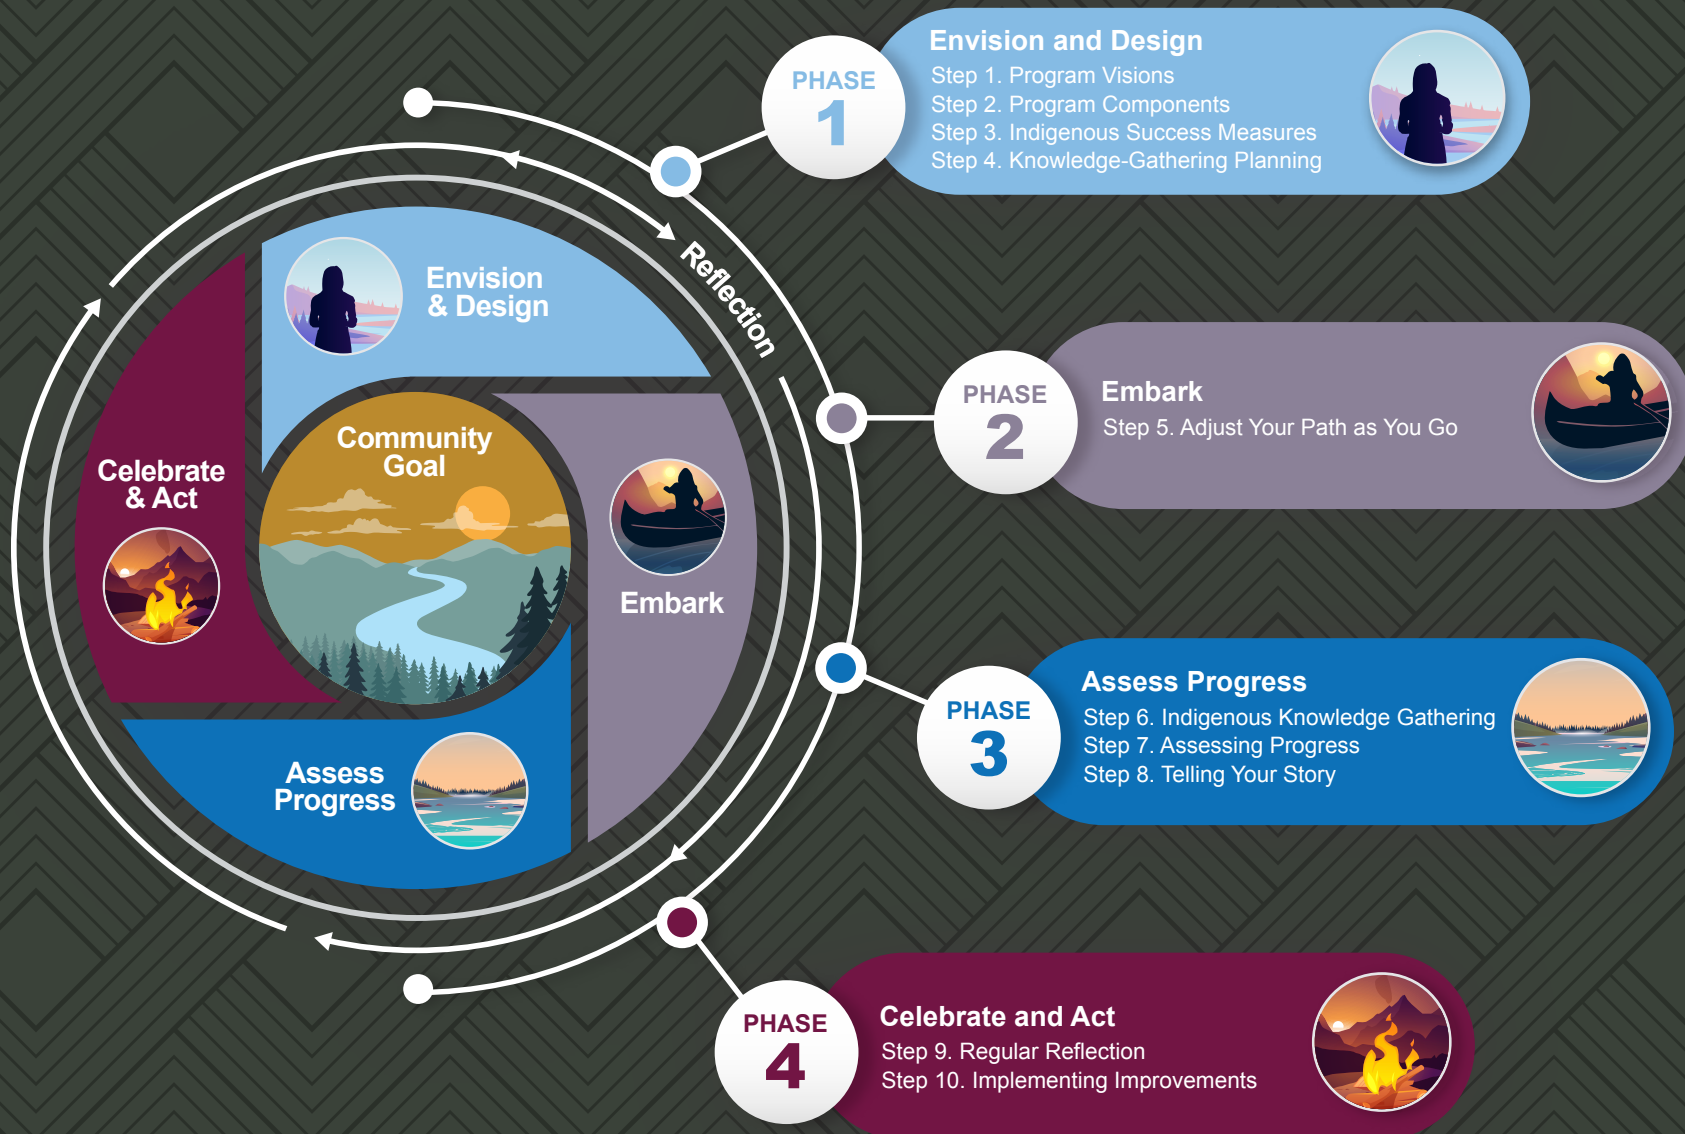 PHASE
1
Envision and Design
Step 1. Program Visions
Step 2. Program Components
Step 3. Indigenous Success Measures
Step 4. Knowledge-Gathering Planning
Reflection
Envision
& Design
Community
Goal
Celebrate
& Act
Embark
Assess
Progress
PHASE
2
Embark
Step 5. Adjust Your Path as You Go
PHASE
3
Assess Progress
Step 6. Indigenous Knowledge Gathering
Step 7. Assessing Progress
Step 8. Telling Your Story
PHASE
4
Celebrate and Act
Step 9. Regular Reflection
Step 10. Implementing Improvements